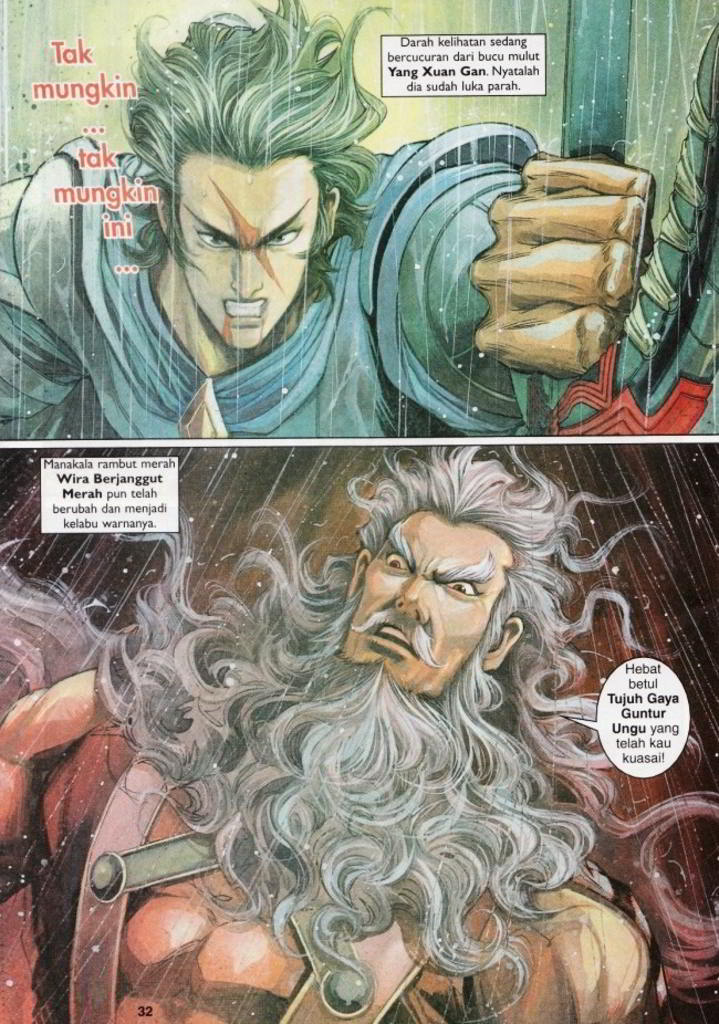 Tak
mungkin
...
tak
mungkin
ini
...
Darah kelihatan sedang
bercucuran dari bucu mulut
Yang Xuan Gan. Nyatalah
dia sudah luka parah.
Manakala rambut merah
Wira Berjanggut
Merah pun telah
berubah dan menjadi
kelabu warnanya.
Hebat
betul
Tujuh Gaya
Guntur
Ungu yang
telah kau
kuasai!
32